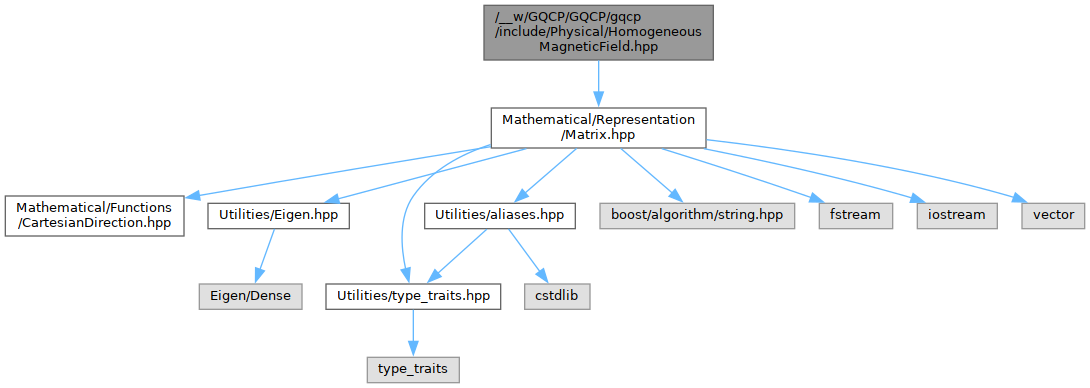 /__w/GQCP/GQCP/gqcp
/include/Physical/Homogeneous
MagneticField.hpp
Mathematical/Representation
/Matrix.hpp
Mathematical/Functions
/CartesianDirection.hpp
Utilities/Eigen.hpp
Utilities/aliases.hpp
boost/algorithm/string.hpp
fstream
iostream
vector
Eigen/Dense
Utilities/type_traits.hpp
cstdlib
type_traits